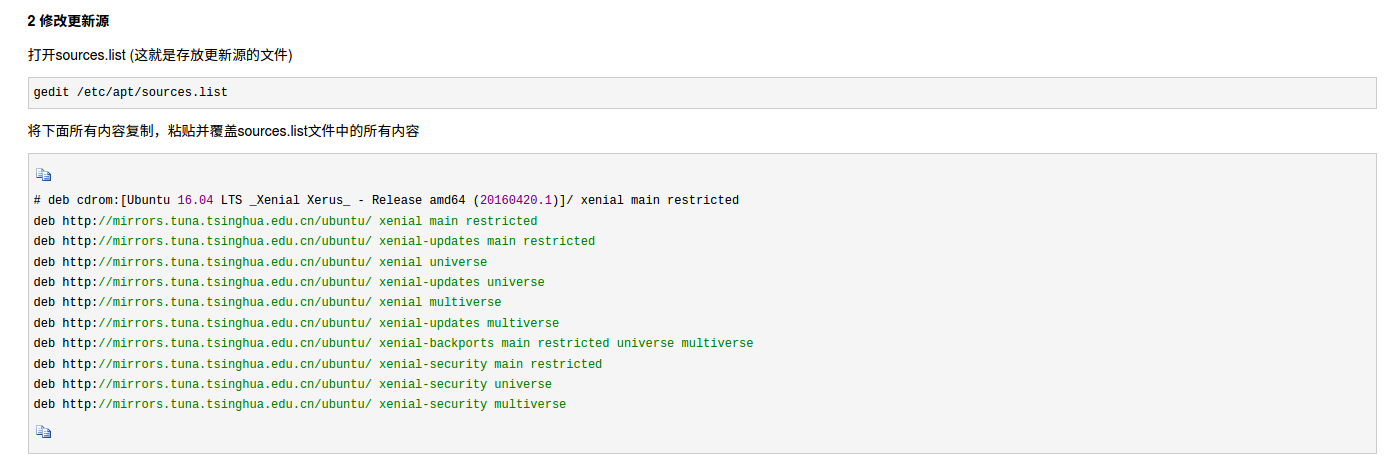 2 修改更新源
打开sources.list (这就是存放更新源的文件)
gedit /etc/apt/sources.list
将下面所有内容复制，粘贴并覆盖sources.list文件中的所有内容
# deb cdrom:[Ubuntu 16.04 LTS _Xenial Xerus_ - Release amd64 (20160420.1)]/ xenial main restricted
deb http://mirrors.tuna.tsinghua.edu.cn/ubuntu/ xenial main restricted
deb http://mirrors.tuna.tsinghua.edu.cn/ubuntu/ xenial-updates main restricted
deb http://mirrors.tuna.tsinghua.edu.cn/ubuntu/ xenial universe
deb http://mirrors.tuna.tsinghua.edu.cn/ubuntu/ xenial-updates universe
deb http://mirrors.tuna.tsinghua.edu.cn/ubuntu/ xenial multiverse
deb http://mirrors.tuna.tsinghua.edu.cn/ubuntu/ xenial-updates multiverse
deb http://mirrors.tuna.tsinghua.edu.cn/ubuntu/ xenial-backports main restricted universe multiverse
deb http://mirrors.tuna.tsinghua.edu.cn/ubuntu/ xenial-security main restricted
deb http://mirrors.tuna.tsinghua.edu.cn/ubuntu/ xenial-security universe
deb http://mirrors.tuna.tsinghua.edu.cn/ubuntu/ xenial-security multiverse